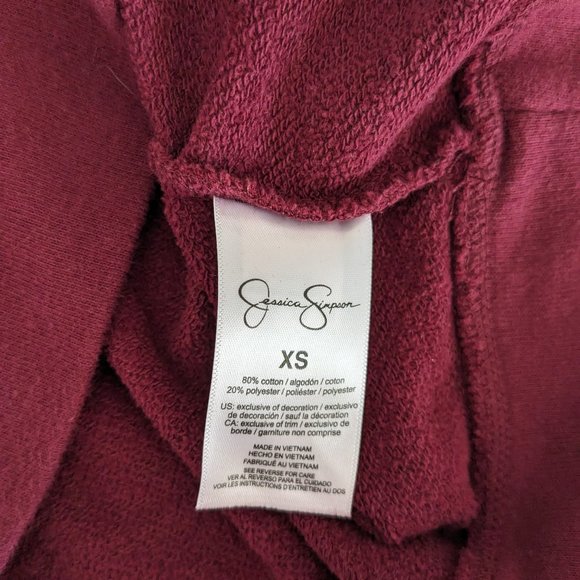 Jessica Simpson
XS
80% cotton / algodón / coton
20% polyester / poliéster / polyester
US: exclusive of decoration / exclusivo
de decoración / sauf la décoration
CA: exclusive of trim / exclusivo de
borde / garniture non comprise
MADE IN VIETNAM
HECHO EN VIETNAM
FABRIQUÉ AU VIETNAM
SEE REVERSE FOR CARE
VER AL REVERSO PARA EL CUIDADO
VOIR LES INSTRUCTIONS D'ENTRETIEN AU DOS